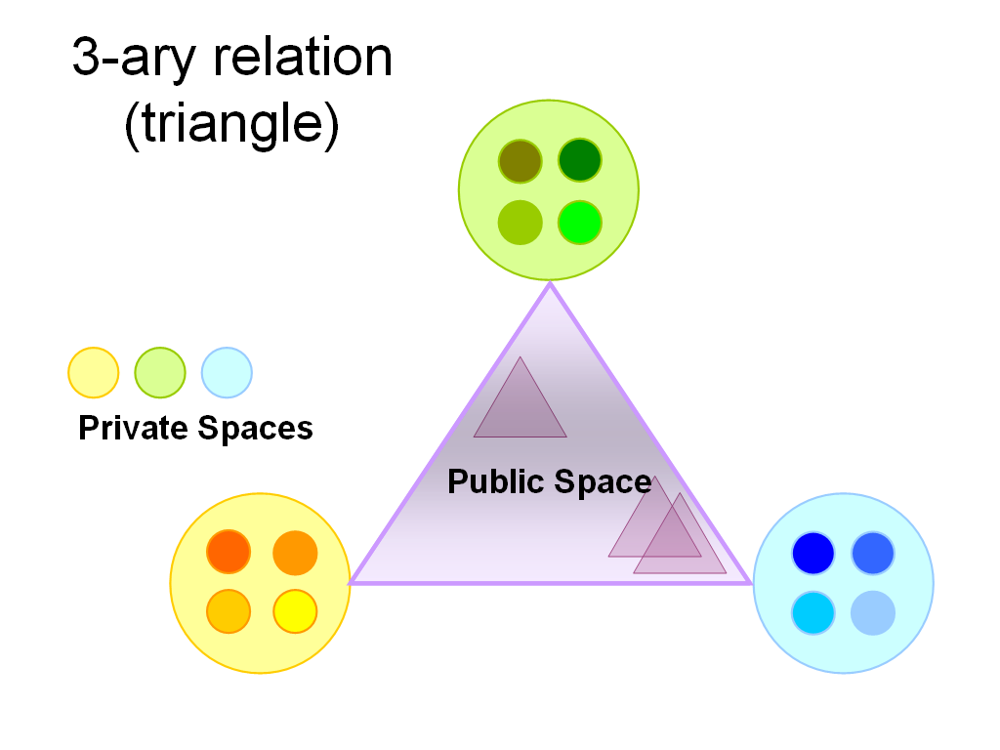 3-ary relation
(triangle)
Private Spaces
Public Space